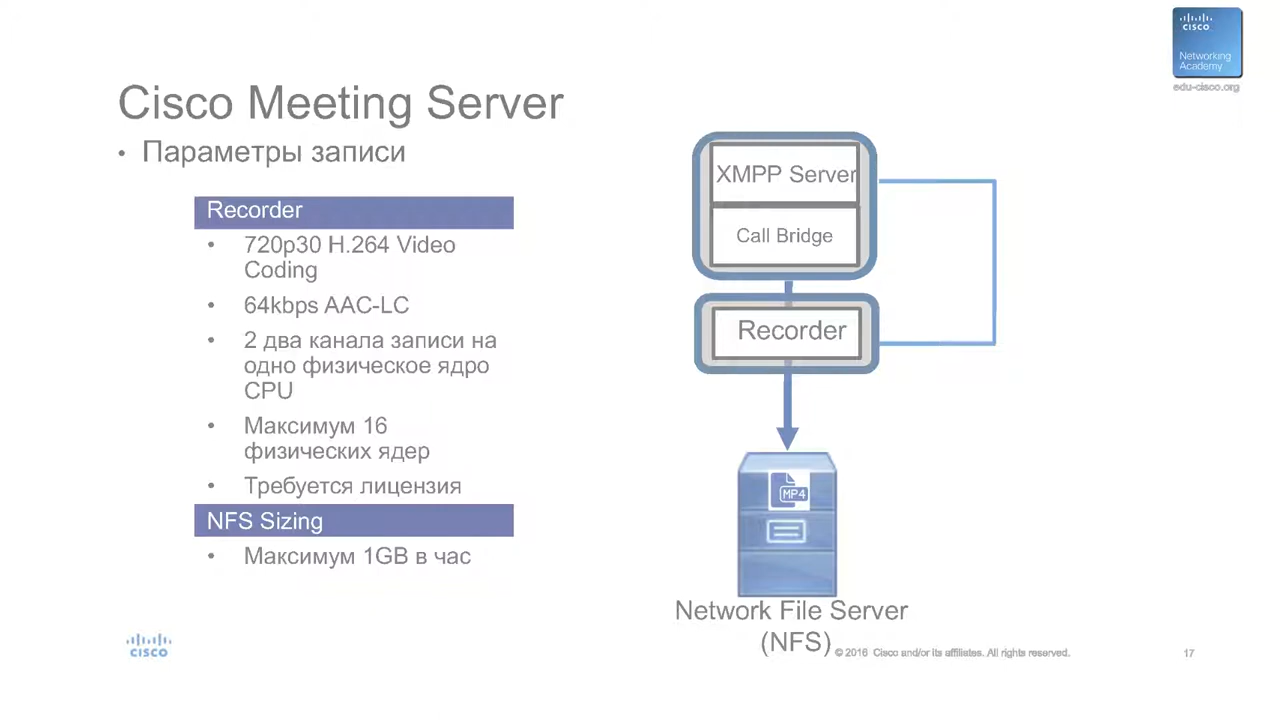 CISCO
Networking
Academy
edu-cisco.org
Cisco Meeting Server
• Параметры записи
Recorder
• 720p30 H.264 Video
Coding
• 64kbps AAC-LC
• 2 два канала записи на
одно физическое ядро
CPU
• Максимум 16
физических ядер
• Требуется лицензия
NFS Sizing
• Максимум 1GB в час
XMPP Server
Call Bridge
Recorder
MP4
Network File Server
(NFS)
CISCO
© 2016 Cisco and/or its affiliates. All rights reserved.
17